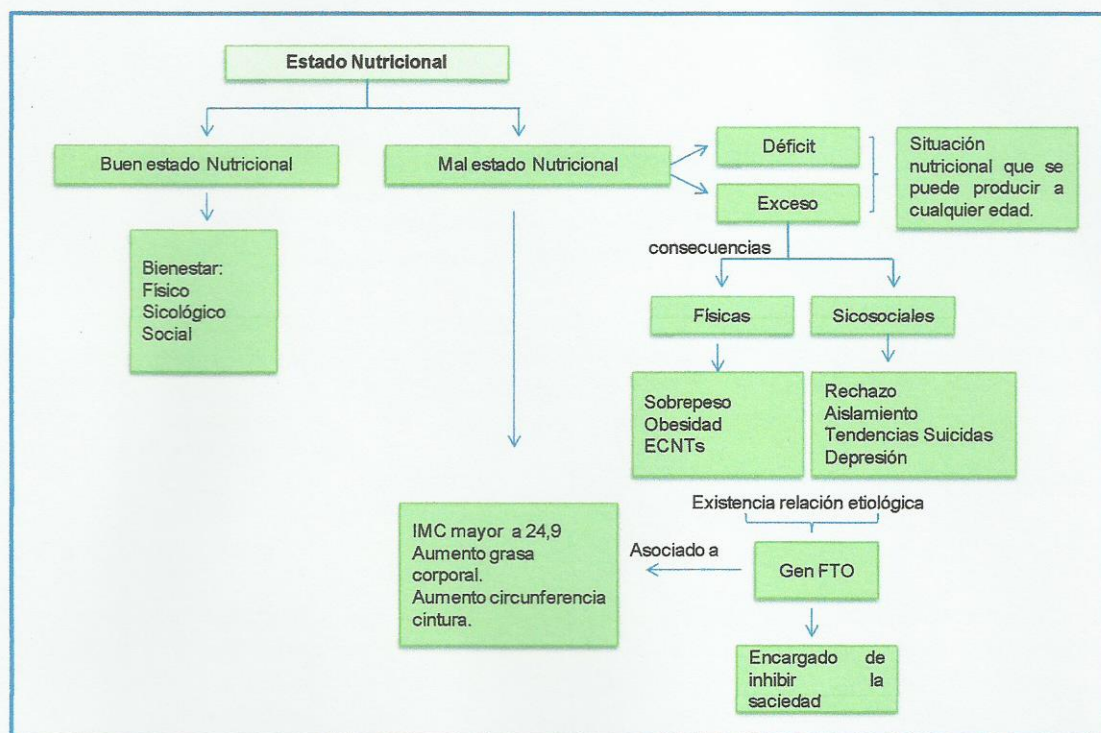 Estado Nutricional
Buen estado Nutricional
Mal estado Nutricional
Déficit
Exceso
Situación
nutricional que se
puede producir a
cualquier edad.
Bienestar:
Físico
Sicológico
Social
consecuencias
Físicas
Sicosociales
Sobrepeso
Obesidad
ECNTs
Rechazo
Aislamiento
Tendencias Suicidas
Depresión
Existencia relación etiológica
IMC mayor a 24,9
Aumento grasa
corporal.
Aumento circunferencia
cintura.
Asociado a
Gen FTO
Encargado de
inhibir la
saciedad